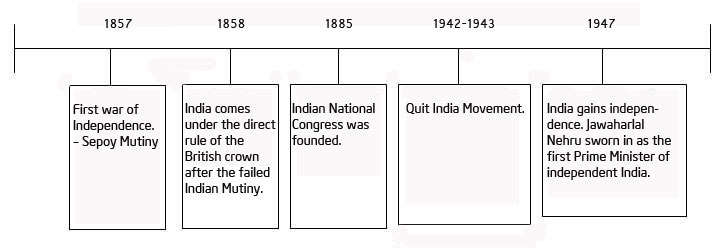 1857
1858
1885
1942-1943
1947
First war of
Independence.
– Sepoy Mutiny
India comes
under the direct
rule of the
British crown
after the failed
Indian Mutiny.
Indian National
Congress was
founded.
Quit India Movement.
India gains indepen-
dence. Jawaharlal
Nehru sworn in as the
first Prime Minister of
independent India.